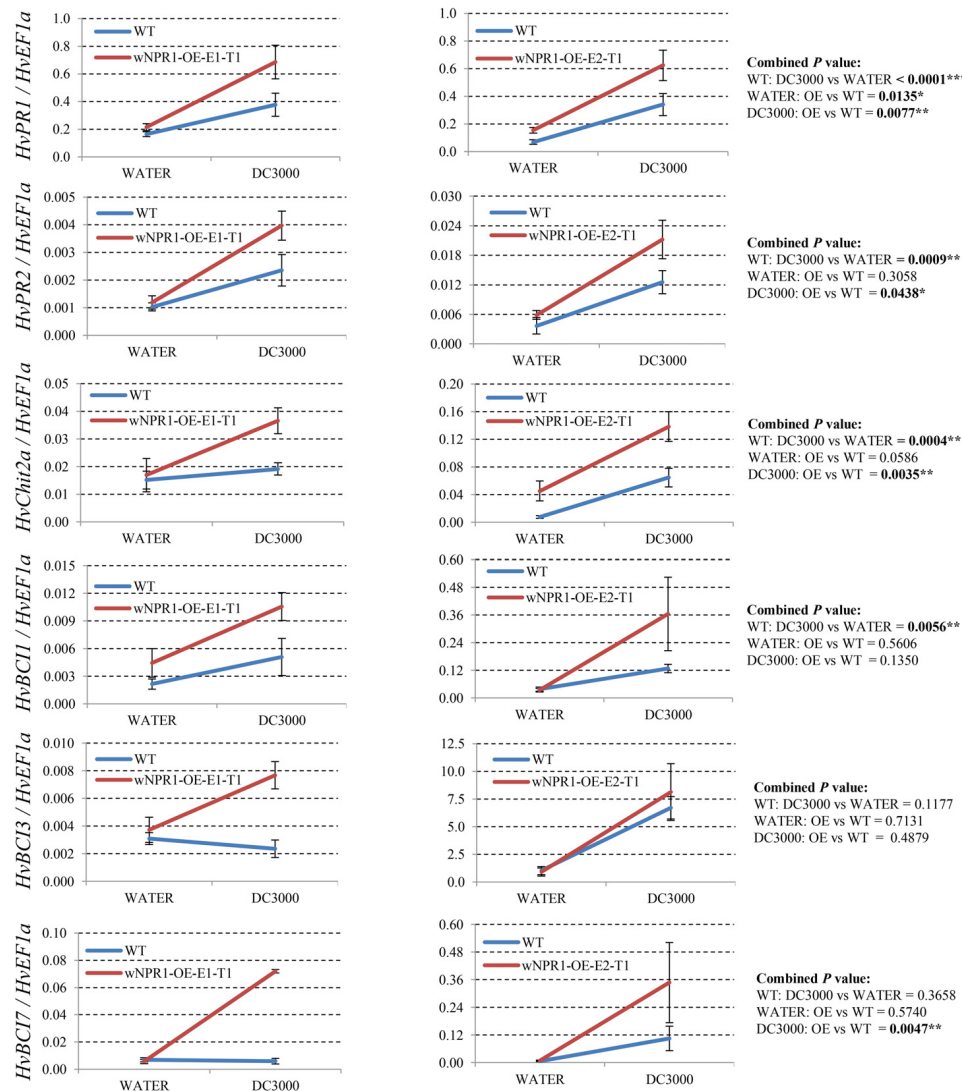 HvPR1 / HvEF1a
1.0
0.8
0.6
0.4
0.2
0.0
WT
wNPR1-OE-E1-T1
WATER
DC3000
1.0
0.8
0.6
0.4
0.2
0.0
WT
wNPR1-OE-E2-T1
WATER
DC3000
Combined P value:
WT: DC3000 vs WATER < 0.0001**
WATER: OE vs WT = 0.0135*
DC3000: OE vs WT = 0.0077**
HvPR2 / HvEF1a
0.005
0.004
0.003
0.002
0.001
0.000
WT
wNPR1-OE-E1-T1
WATER
DC3000
0.030
0.024
0.018
0.012
0.006
0.000
WT
wNPR1-OE-E2-T1
WATER
DC3000
Combined P value:
WT: DC3000 vs WATER = 0.0009**
WATER: OE vs WT = 0.3058
DC3000: OE vs WT = 0.0438*
HvChit2a / HvEF1a
0.05
0.04
0.03
0.02
0.01
0.00
WT
wNPR1-OE-E1-T1
WATER
DC3000
0.20
0.16
0.12
0.08
0.04
0.00
WT
wNPR1-OE-E2-T1
WATER
DC3000
Combined P value:
WT: DC3000 vs WATER = 0.0004**
WATER: OE vs WT = 0.0586
DC3000: OE vs WT = 0.0035**
HvBCI1 / HvEF1a
0.015
0.012
0.009
0.006
0.003
0.000
WT
wNPR1-OE-E1-T1
WATER
DC3000
0.60
0.48
0.36
0.24
0.12
0.00
WT
wNPR1-OE-E2-T1
WATER
DC3000
Combined P value:
WT: DC3000 vs WATER = 0.0056**
WATER: OE vs WT = 0.5606
DC3000: OE vs WT = 0.1350
HvBCI3 / HvEF1a
0.010
0.008
0.006
0.004
0.002
0.000
WT
wNPR1-OE-E1-T1
WATER
DC3000
12.5
10.0
7.5
5.0
2.5
0.0
WT
wNPR1-OE-E2-T1
WATER
DC3000
Combined P value:
WT: DC3000 vs WATER = 0.1177
WATER: OE vs WT = 0.7131
DC3000: OE vs WT = 0.4879
HvBCI7 / HvEF1a
0.10
0.08
0.06
0.04
0.02
0.00
WT
wNPR1-OE-E1-T1
WATER
DC3000
0.60
0.48
0.36
0.24
0.12
0.00
WT
wNPR1-OE-E2-T1
WATER
DC3000
Combined P value:
WT: DC3000 vs WATER = 0.3658
WATER: OE vs WT = 0.5740
DC3000: OE vs WT = 0.0047**